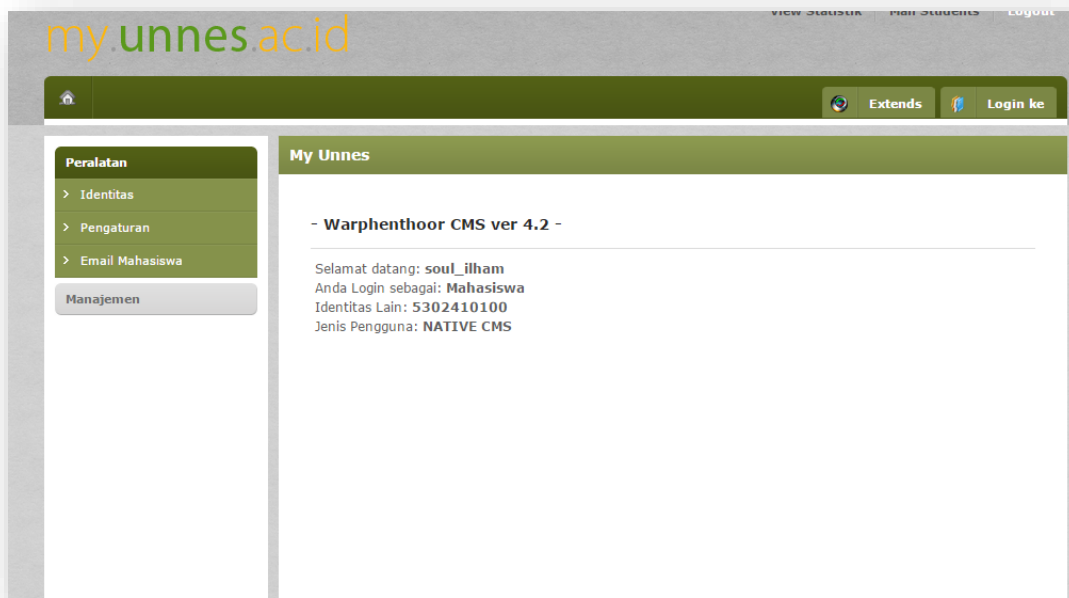 View Statistik Mail Students Logout
my.unnes.ac.id
Extends Login ke
Peralatan
> Identitas
> Pengaturan
> Email Mahasiswa
Manajemen
My Unnes
- Warphenthoor CMS ver 4.2 -
Selamat datang: soul_ilham
Anda Login sebagai: Mahasiswa
Identitas Lain: 5302410100
Jenis Pengguna: NATIVE CMS